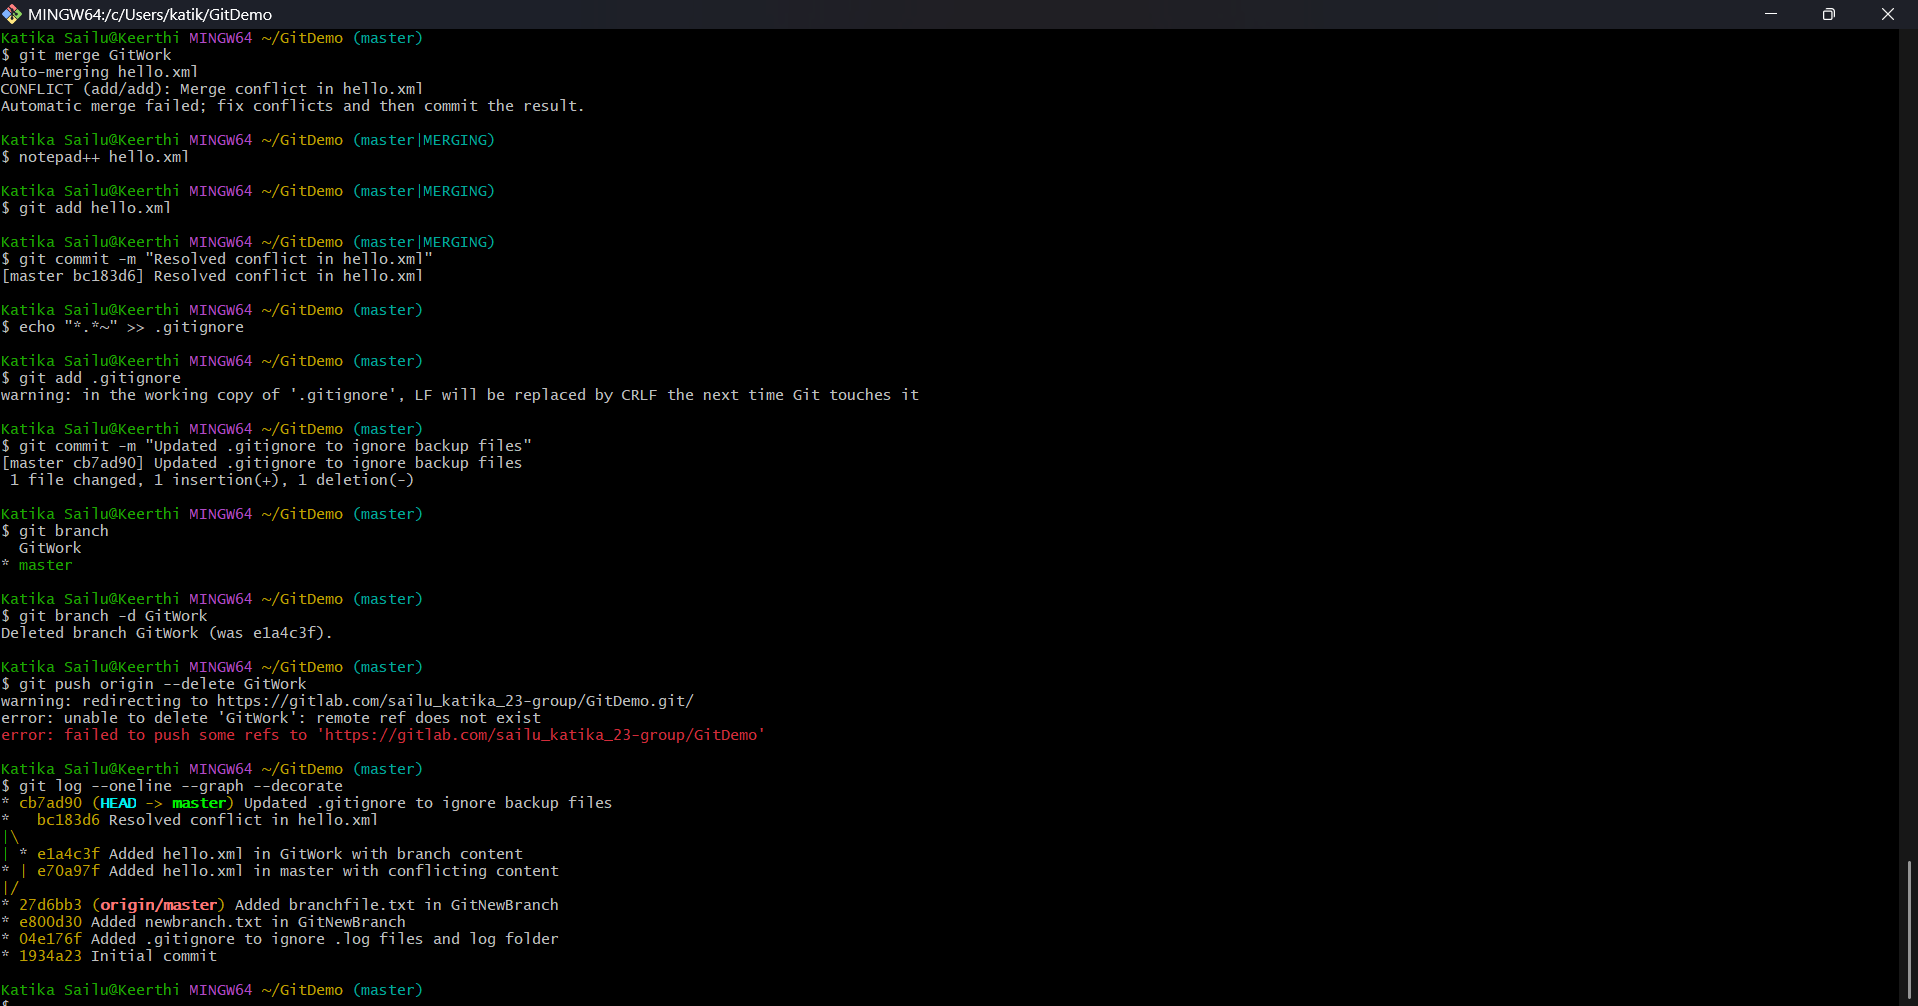 MINGW64:/c/Users/katik/GitDemo
Katika Sailu@Keerthi MINGW64 ~/GitDemo (master)
$ git merge GitWork
Auto-merging hello.xml
CONFLICT (add/add): Merge conflict in hello.xml
Automatic merge failed; fix conflicts and then commit the result.
Katika Sailu@Keerthi MINGW64 ~/GitDemo (master|MERGING)
$ notepad++ hello.xml
Katika Sailu@Keerthi MINGW64 ~/GitDemo (master|MERGING)
$ git add hello.xml
Katika Sailu@Keerthi MINGW64 ~/GitDemo (master|MERGING)
$ git commit -m "Resolved conflict in hello.xml"
[master bc183d6] Resolved conflict in hello.xml
Katika Sailu@Keerthi MINGW64 ~/GitDemo (master)
$ echo "*.*~" >> .gitignore
Katika Sailu@Keerthi MINGW64 ~/GitDemo (master)
$ git add .gitignore
warning: in the working copy of '.gitignore', LF will be replaced by CRLF the next time Git touches it
Katika Sailu@Keerthi MINGW64 ~/GitDemo (master)
$ git commit -m "Updated .gitignore to ignore backup files"
[master cb7ad90] Updated .gitignore to ignore backup files
 1 file changed, 1 insertion(+), 1 deletion(-)
Katika Sailu@Keerthi MINGW64 ~/GitDemo (master)
$ git branch
  GitWork
* master
Katika Sailu@Keerthi MINGW64 ~/GitDemo (master)
$ git branch -d GitWork
Deleted branch GitWork (was e1a4c3f).
Katika Sailu@Keerthi MINGW64 ~/GitDemo (master)
$ git push origin --delete GitWork
warning: redirecting to https://gitlab.com/sailu_katika_23-group/GitDemo.git/
error: unable to delete 'GitWork': remote ref does not exist
error: failed to push some refs to 'https://gitlab.com/sailu_katika_23-group/GitDemo'
Katika Sailu@Keerthi MINGW64 ~/GitDemo (master)
$ git log --oneline --graph --decorate
* cb7ad90 (HEAD -> master) Updated .gitignore to ignore backup files
*   bc183d6 Resolved conflict in hello.xml
|\
| * e1a4c3f Added hello.xml in GitWork with branch content
* | e70a97f Added hello.xml in master with conflicting content
|/
* 27d6bb3 (origin/master) Added branchfile.txt in GitNewBranch
* e800d30 Added newbranch.txt in GitNewBranch
* 04e176f Added .gitignore to ignore .log files and log folder
* 1934a23 Initial commit
Katika Sailu@Keerthi MINGW64 ~/GitDemo (master)
$